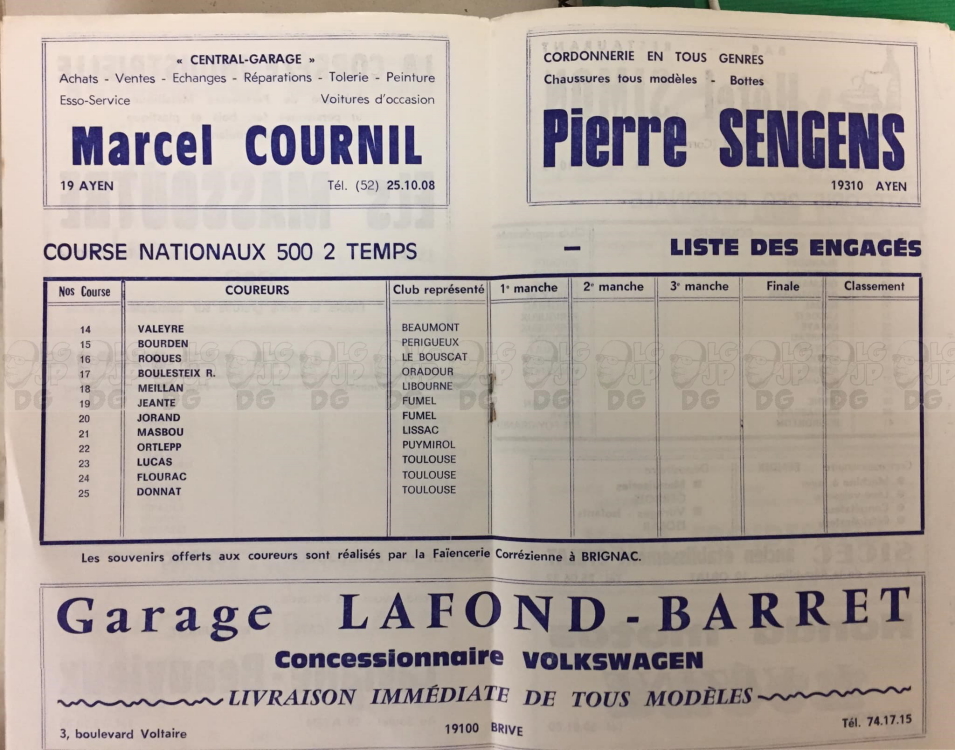 « CENTRAL-GARAGE »
Achats - Ventes - Echanges - Réparations - Tolerie - Peinture
Esso-Service Voitures d'occasion
Marcel COURNIL
19 AYEN Tél. (52) 25.10.08
CORDONNERIE EN TOUS GENRES
Chaussures tous modèles - Bottes
Pierre SENGENS
19310 AYEN
COURSE NATIONAUX 500 2 TEMPS - LISTE DES ENGAGÉS
Nos Course COUREURS Club représenté 1e manche 2e manche 3e manche Finale Classement
14 VALEYRE BEAUMONT
15 BOURDEN PERIGUEUX
16 ROQUES LE BOUSCAT
17 BOULESTEIX R. ORADOUR
18 MEILLAN LIBOURNE
19 JEANTE FUMEL
20 JORAND FUMEL
21 MASBOU LISSAC
22 ORTLEPP PUYMIROL
23 LUCAS TOULOUSE
24 FLOURAC TOULOUSE
25 DONNAT TOULOUSE
Les souvenirs offerts aux coureurs sont réalisés par la Faïencerie Corrézienne à BRIGNAC.
Garage LAFOND - BARRET
Concessionnaire VOLKSWAGEN
LIVRAISON IMMÉDIATE DE TOUS MODÈLES
3, boulevard Voltaire 19100 BRIVE Tél. 74.17.15